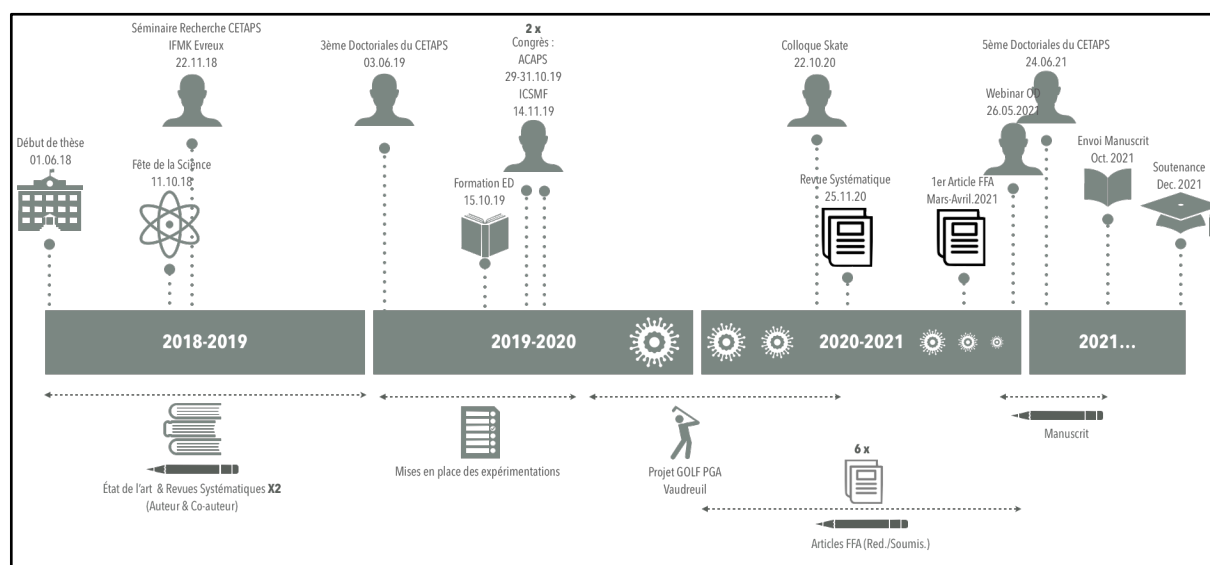 Séminaire Recherche CETAPS
IFMK Evreux
22.11.18
3ème Doctoriales du CETAPS
03.06.19
2 x
Congrès :
ACAPS
29-31.10.19
ICSMF
14.11.19
Colloque Skate
22.10.20
5ème Doctoriales du CETAPS
24.06.21
Webinar OD
26.05.2021
Début de thèse
01.06.18
Fête de la Science
11.10.18
Formation ED
15.10.19
Revue Systématique
25.11.20
1er Article FFA
Mars-Avril.2021
Envoi Manuscrit
Oct. 2021
Soutenance
Dec. 2021
2018-2019
2019-2020
2020-2021
2021...
État de l'art & Revues Systématiques X2
(Auteur & Co-auteur)
Mises en place des expérimentations
Projet GOLF PGA
Vaudreuil
6 x
Articles FFA (Red./Soumis.)
Manuscrit